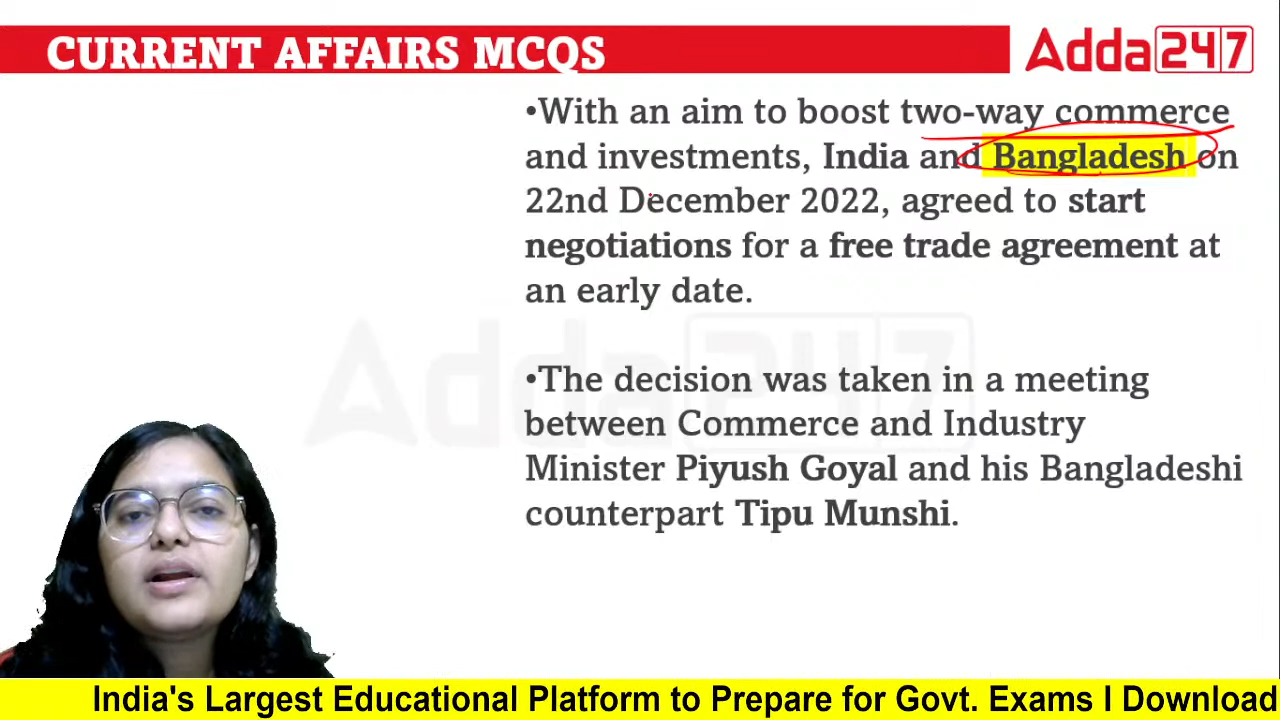 CURRENT AFFAIRS MCQS
Adda247
•With an aim to boost two-way commerce
and investments, India and Bangladesh on
22nd December 2022, agreed to start
negotiations for a free trade agreement at
an early date.
Adda247
•The decision was taken in a meeting
between Commerce and Industry
Minister Piyush Goyal and his Bangladeshi
counterpart Tipu Munshi.
India's Largest Educational Platform to Prepare for Govt. Exams I Download